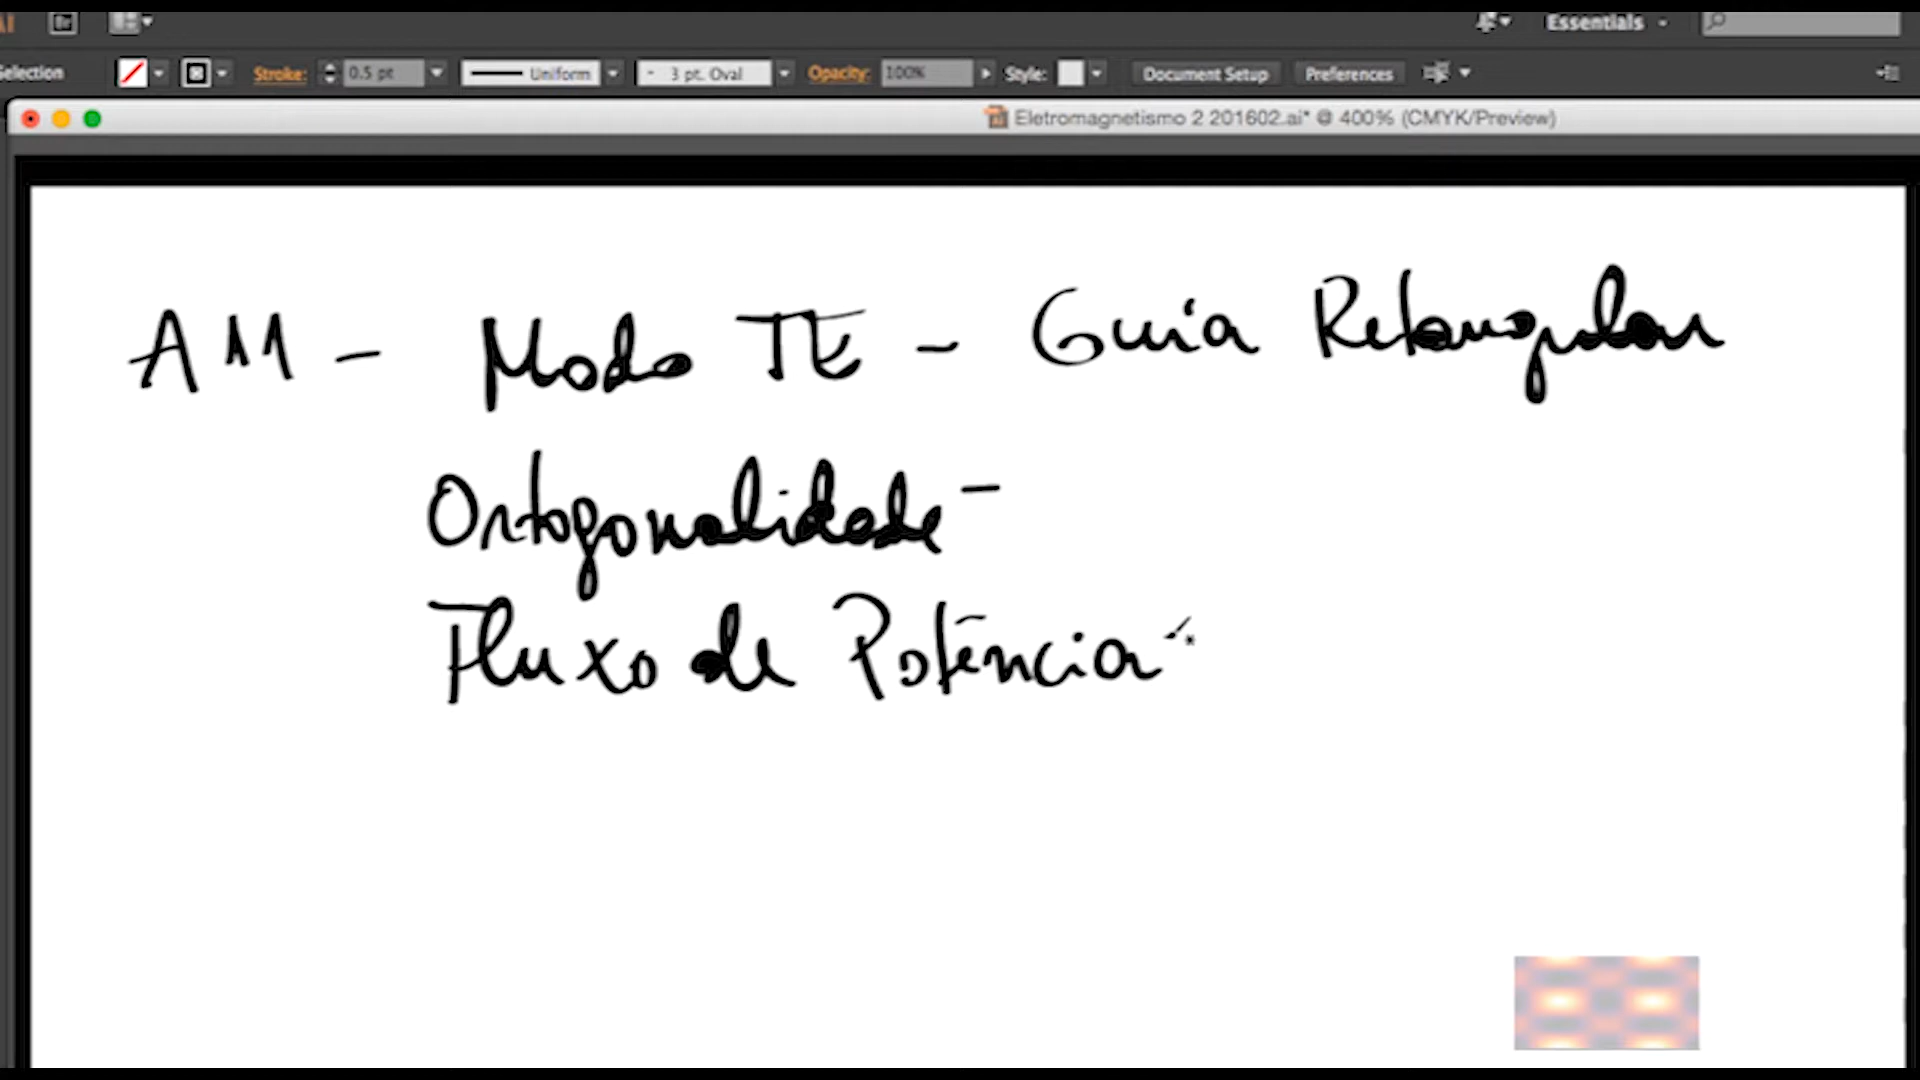 Essentials
Selection Stroke: 0.5 pt Uniform 3 pt. Oval Opacity: 100% Style: Document Setup Preferences
Eletromagnetismo 2 201602.ai* @ 400% (CMYK/Preview)
A11 - Modo TE - Guia Retangular
Ortogonalidade -
Fluxo de Potência -